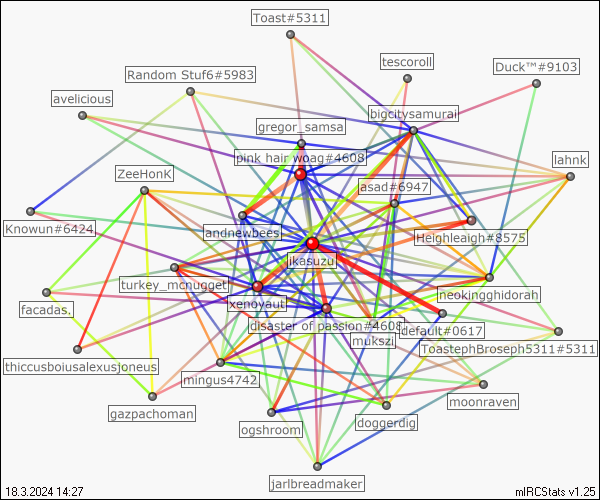 Toast#5311
tescoroll
Duck™#9103
Random Stuf6#5983
avelicious
bigcitysamurai
gregor_samsa
pink hair woag#4608
lahnk
ZeeHonK
asad#6947
Knowun#6424
andnewbees
Heighleagh#8575
jkasuzu
turkey_mcnugget
xenoyaut
neokingghidorah
facadas.
disaster of passion#4608
default#0617
mukszi
ToastephBroseph5311#5311
thiccusboiusalexusjoneus
mingus4742
moonraven
gazpachoman
ogshroom
doggerdig
jarlbreadmaker
18.3.2024 14:27
mIRCStats v1.25